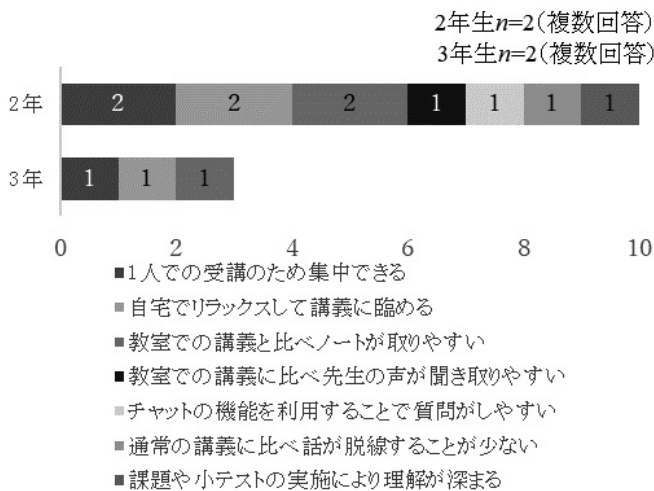 2年生n=2(複数回答)
3年生n=2(複数回答)
2年 2 2 2 1 1 1 1
3年 1 1 1
0 2 4 6 8 10
■1人での受講のため集中できる
■自宅でリラックスして講義に臨める
■教室での講義と比べノートが取りやすい
■教室での講義に比べ先生の声が聞き取りやすい
■チャットの機能を利用することで質問がしやすい
■通常の講義に比べ話が脱線することが少ない
■課題や小テストの実施により理解が深まる